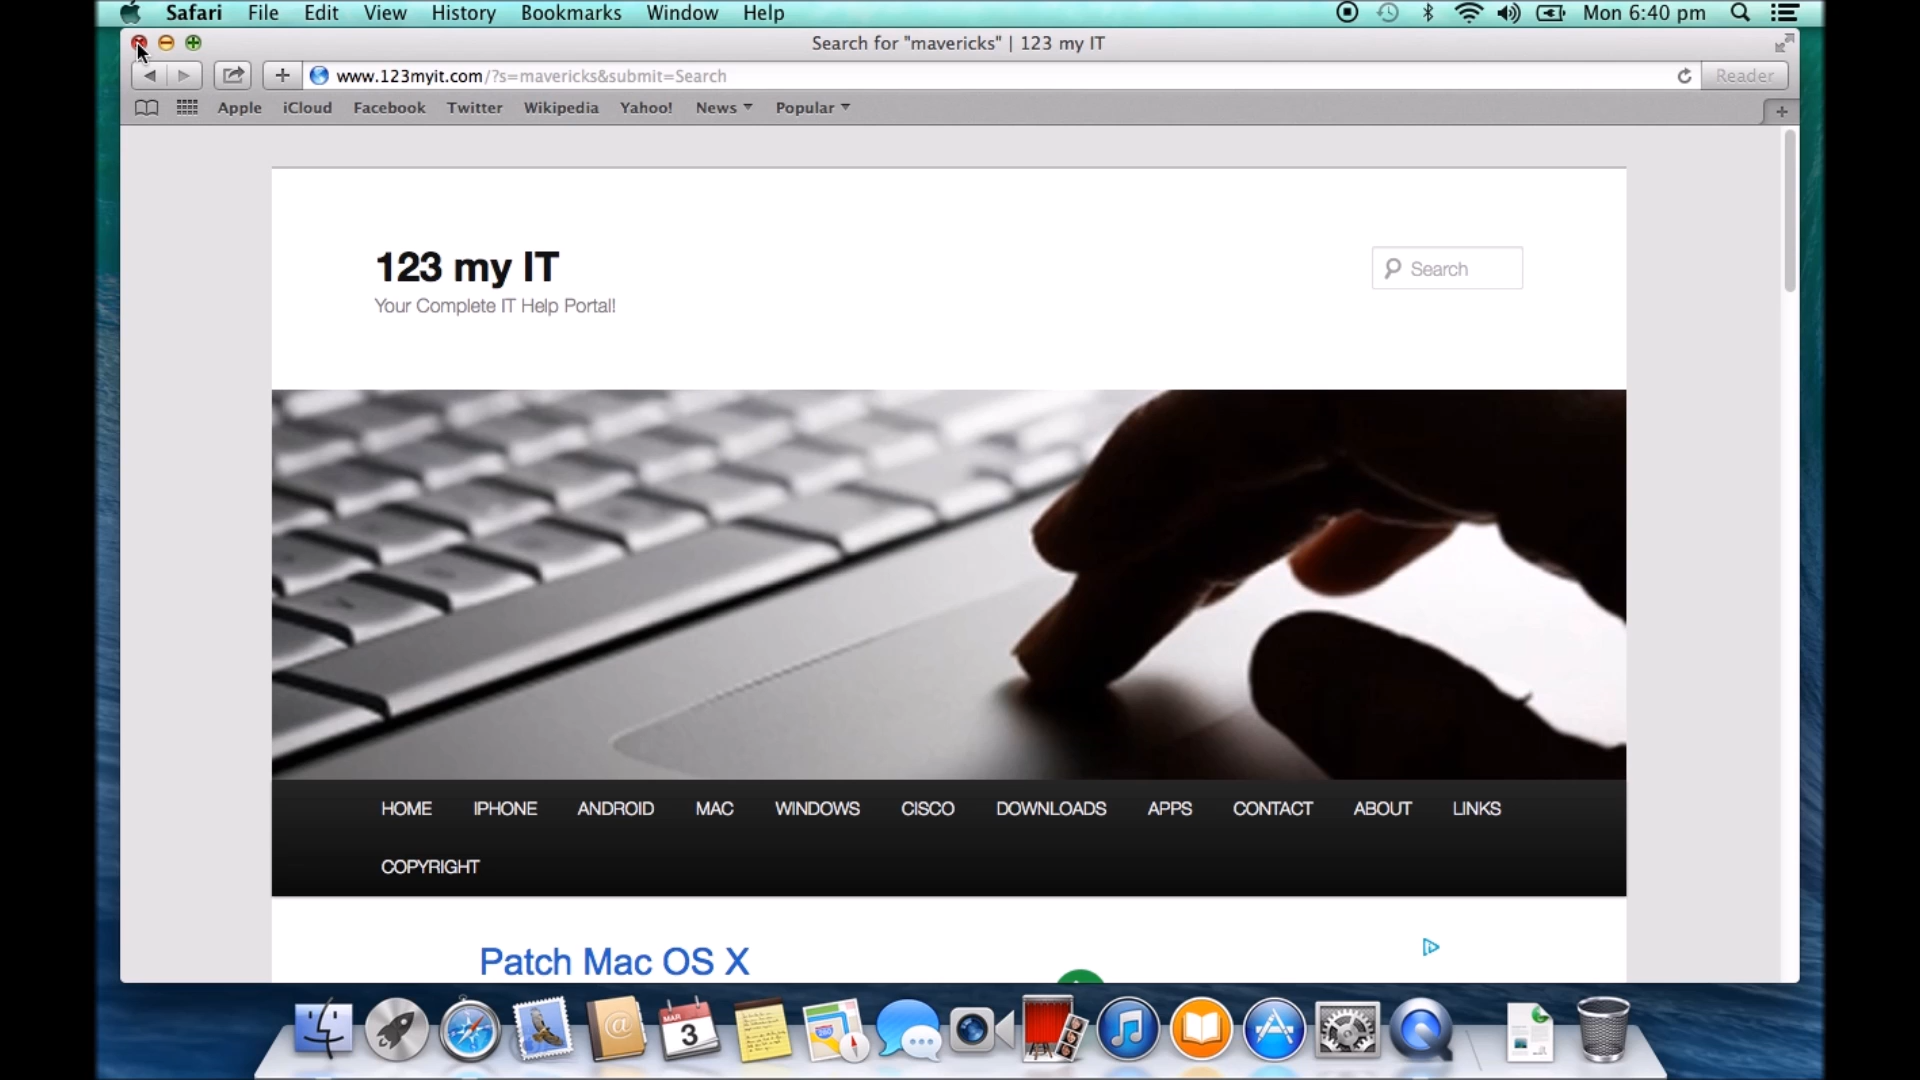 Safari File Edit View History Bookmarks Window Help Mon 6:40 pm
Search for "mavericks" | 123 my IT
www.123myit.com/?s=mavericks&submit=Search Reader
Apple iCloud Facebook Twitter Wikipedia Yahoo! News Popular
123 my IT
Search
Your Complete IT Help Portal!
HOME IPHONE ANDROID MAC WINDOWS CISCO DOWNLOADS APPS CONTACT ABOUT LINKS
COPYRIGHT
Patch Mac OS X
MAR
3